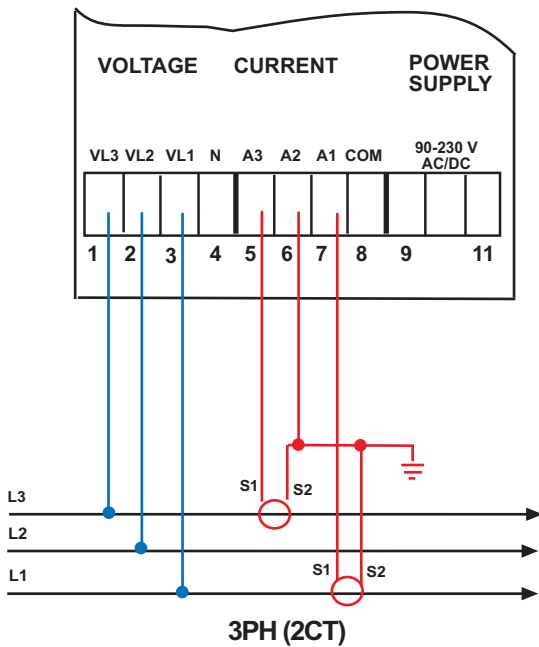 VOLTAGE CURRENT POWER SUPPLY
VL3 VL2 VL1 N A3 A2 A1 COM 90-230 V AC/DC
1 2 3 4 5 6 7 8 9 11
S1 S2
L3
L2
L1 S1 S2
3PH (2CT)